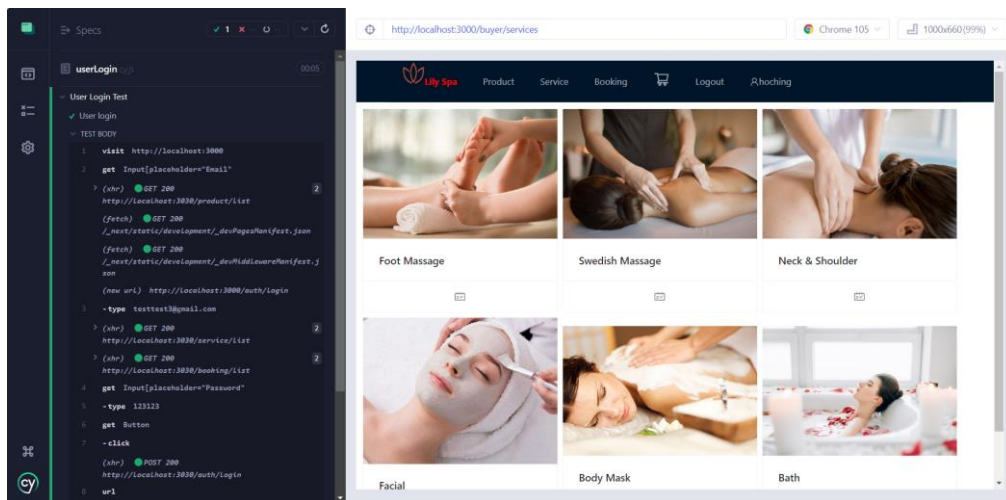 Specs
1
--
--
userLogin cy.js
00:05
User Login Test
User login
TEST BODY
1 visit http://localhost:3000
2 get Input[placeholder="Email"]
(xhr) GET 200 2
http://localhost:3030/product/list
(fetch) GET 200
/_next/static/development/_devPagesManifest.json
(fetch) GET 200
/_next/static/development/_devMiddlewareManifest.j
son
(new url) http://localhost:3000/auth/login
3 -type testtest3@gmail.com
(xhr) GET 200 2
http://localhost:3030/service/list
(xhr) GET 200 2
http://localhost:3030/booking/list
4 get Input[placeholder="Password"]
5 -type 123123
6 get Button
7 -click
(xhr) POST 200
http://localhost:3030/auth/login
8 url
cy
http://localhost:3000/buyer/services
Chrome 105
1000x660 (99%)
Lily Spa Product Service Booking Logout hoching
Foot Massage
Swedish Massage
Neck & Shoulder
Facial
Body Mask
Bath